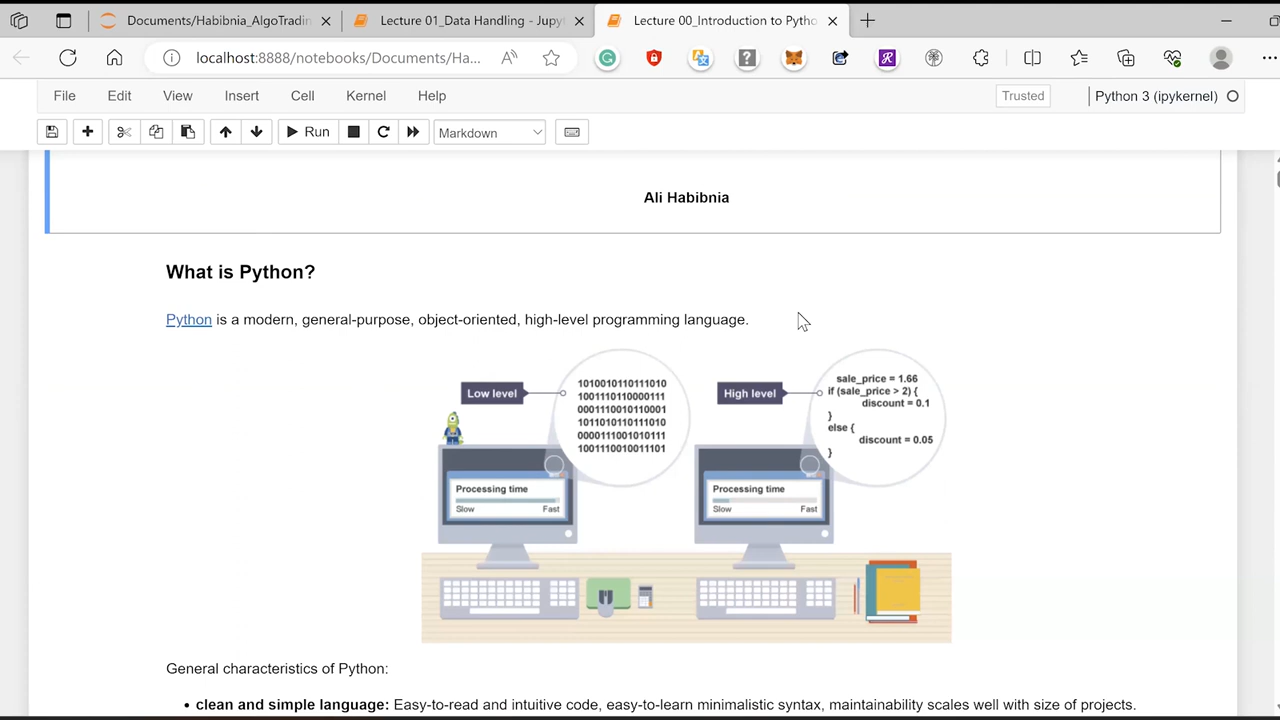 Documents/Habibnia_AlgoTradin
Lecture 01_Data Handling - Jupyt
Lecture 00_Introduction to Pytho
localhost:8888/notebooks/Documents/Ha...
File Edit View Insert Cell Kernel Help
Trusted
Python 3 (ipykernel)
Run
Markdown
Ali Habibnia
What is Python?
Python is a modern, general-purpose, object-oriented, high-level programming language.
Low level
1010010110111010
1001110110000111
0001110010110001
1011010110111010
0000111001010111
1001110010011101
Processing time
Slow Fast
High level
sale_price = 1.66
if (sale_price > 2) {
discount = 0.1
}
else {
discount = 0.05
}
Processing time
Slow Fast
General characteristics of Python:
• clean and simple language: Easy-to-read and intuitive code, easy-to-learn minimalistic syntax, maintainability scales well with size of projects.